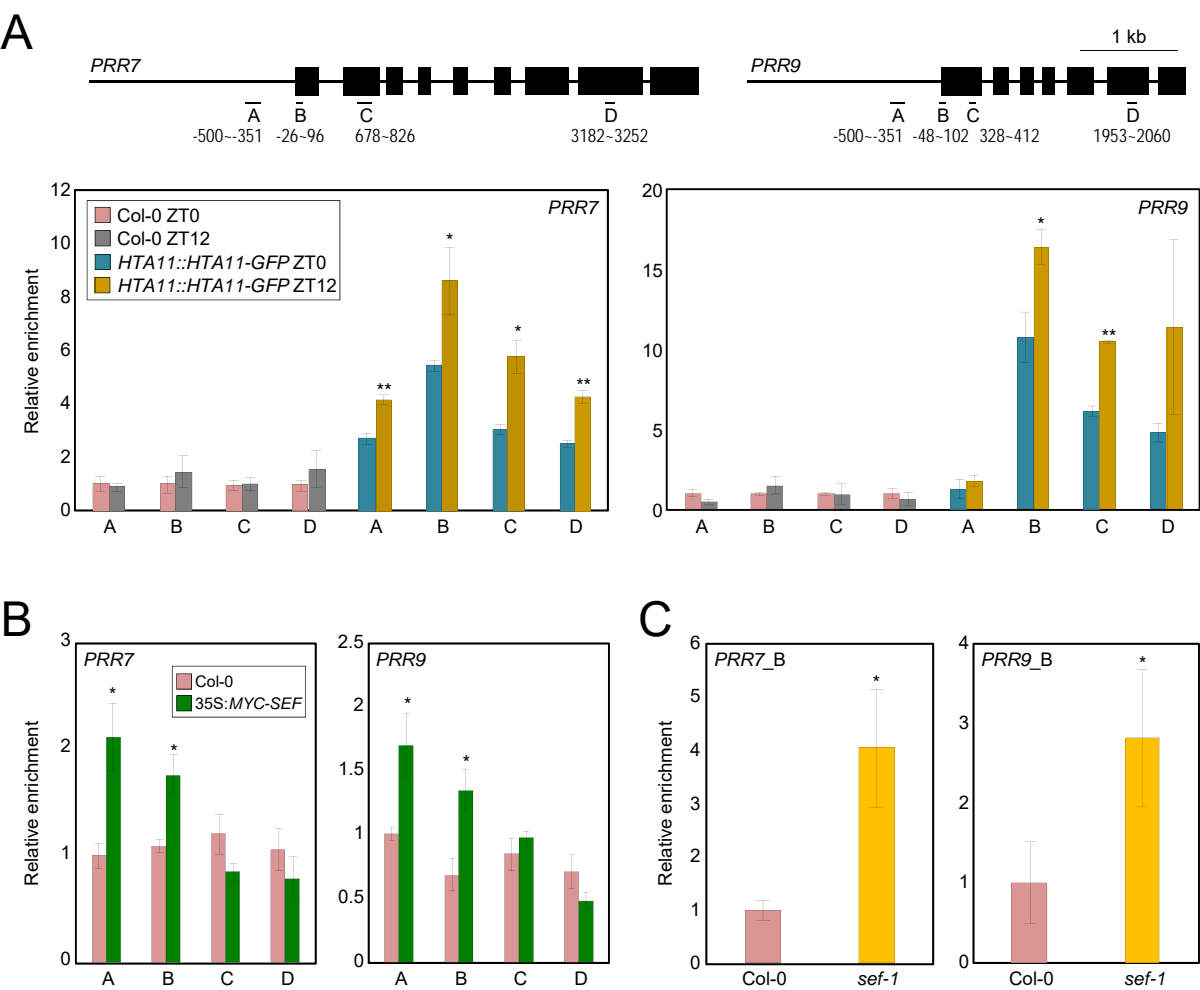 A
1 kb
PRR7
PRR9
A B C D
A B C D
-500~-351 -26~96 678~826 3182~3252
-500~-351 -48~102 328~412 1953~2060
Relative enrichment
12
10
8
6
4
2
0
Col-0 ZT0
Col-0 ZT12
HTA11::HTA11-GFP ZT0
HTA11::HTA11-GFP ZT12
PRR7
** * * **
A B C D A B C D
20
15
10
5
0
PRR9
* **
A B C D A B C D
B
Relative enrichment
3
2
1
0
PRR7
Col-0
35S:MYC-SEF
* *
A B C D
2.5
2
1.5
1
0.5
0
PRR9
* *
A B C D
C
Relative enrichment
6
5
4
3
2
1
0
PRR7_B
*
Col-0 sef-1
4
3
2
1
0
PRR9_B
*
Col-0 sef-1